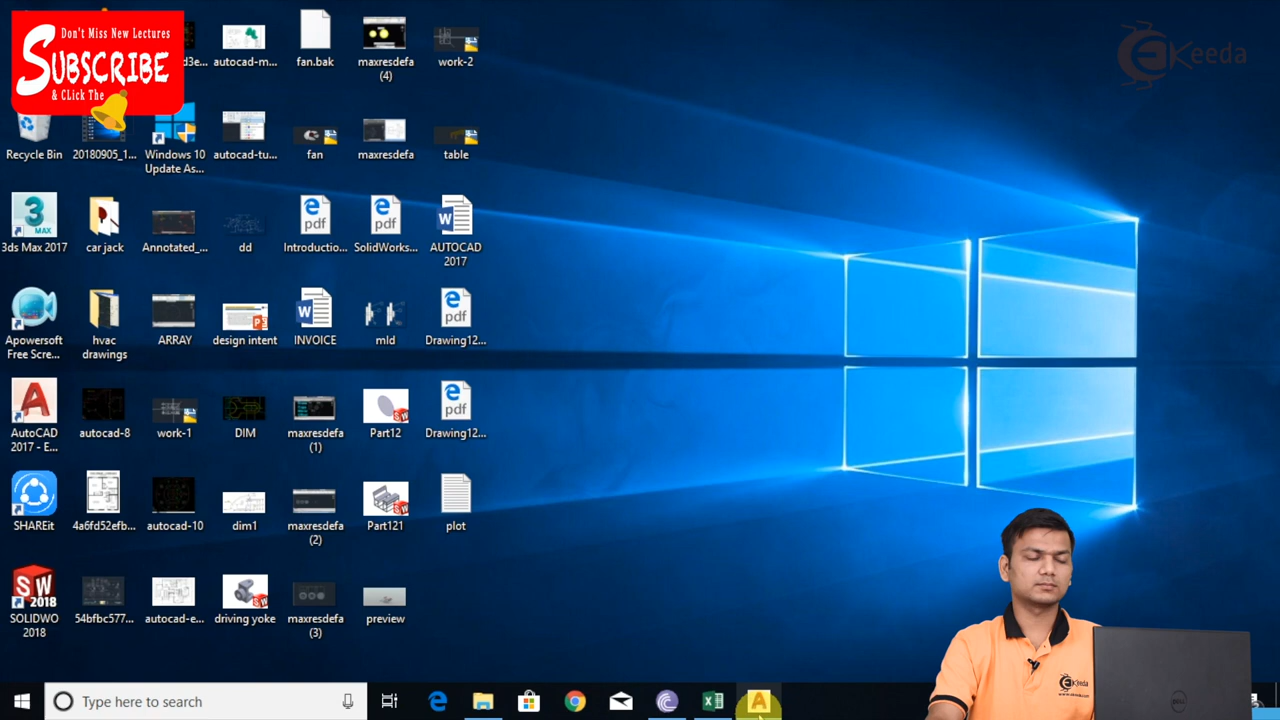 Don't Miss New Lectures
SUBSCRIBE
& CLick The
EKeeda
d3e...
autocad-m...
fan.bak
maxresdefa
(4)
work-2
Recycle Bin
20180905_1...
Windows 10
Update As...
autocad-tu...
fan
maxresdefa
table
3ds Max 2017
car jack
Annotated_...
dd
Introductio...
SolidWorks...
AUTOCAD
2017
Apowersoft
Free Scre...
hvac
drawings
ARRAY
design intent
INVOICE
mld
Drawing12...
AutoCAD
2017 - E...
autocad-8
work-1
DIM
maxresdefa
(1)
Part12
Drawing12...
SHAREit
4a6fd52efb...
autocad-10
dim1
maxresdefa
(2)
Part121
plot
SOLIDWO
2018
54bfbc577...
autocad-e...
driving yoke
maxresdefa
(3)
preview
Type here to search
EKeeda
DELL